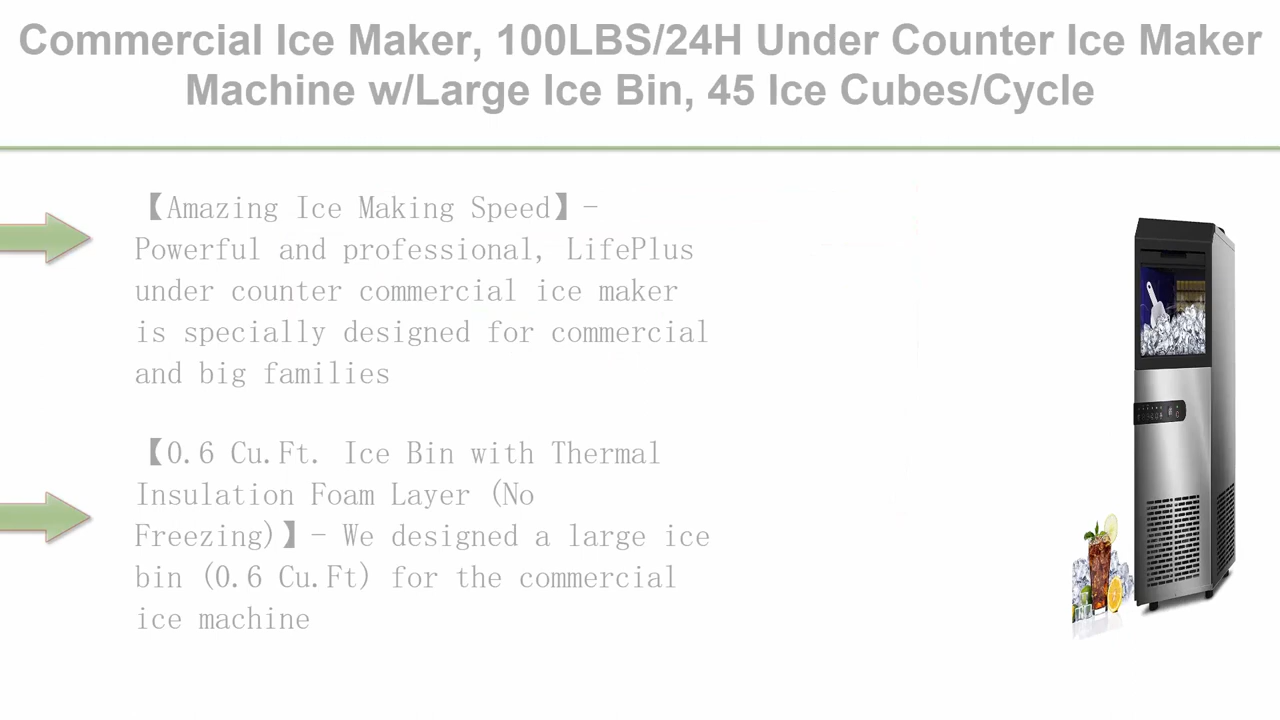 Commercial Ice Maker, 100LBS/24H Under Counter Ice Maker
Machine w/Large Ice Bin, 45 Ice Cubes/Cycle
【Amazing Ice Making Speed】-
Powerful and professional, LifePlus
under counter commercial ice maker
is specially designed for commercial
and big families
【0.6 Cu.Ft. Ice Bin with Thermal
Insulation Foam Layer (No
Freezing)】- We designed a large ice
bin (0.6 Cu.Ft) for the commercial
ice machine